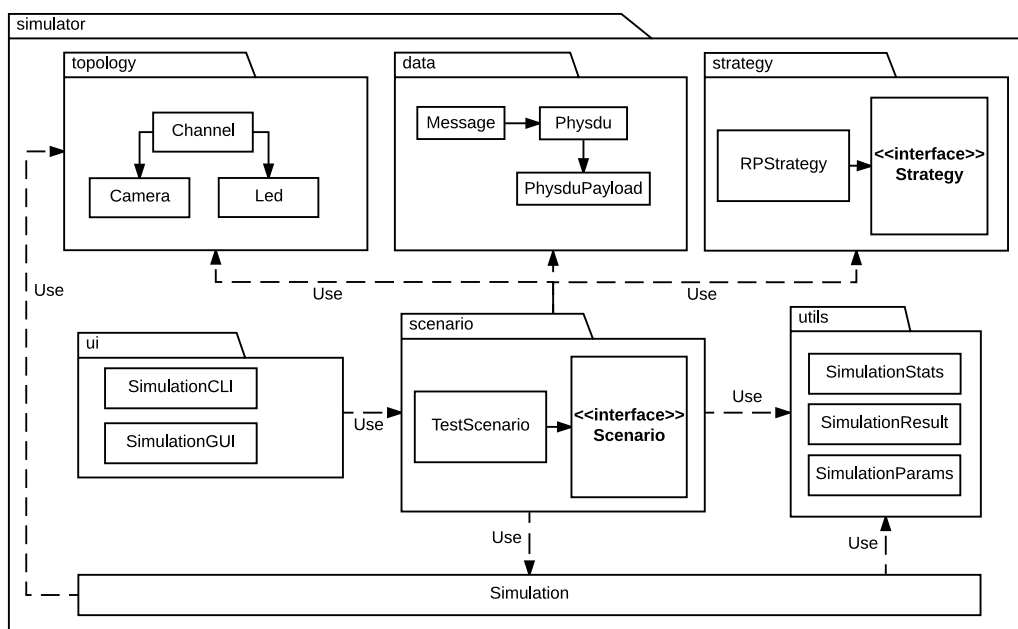 simulator
topology
data
strategy
Channel
Camera
Led
Message
Physdu
PhysduPayload
RPStrategy
<<interface>>
Strategy
Use
Use
Use
ui
SimulationCLI
SimulationGUI
Use
scenario
TestScenario
<<interface>>
Scenario
Use
utils
SimulationStats
SimulationResult
SimulationParams
Use
Use
Simulation